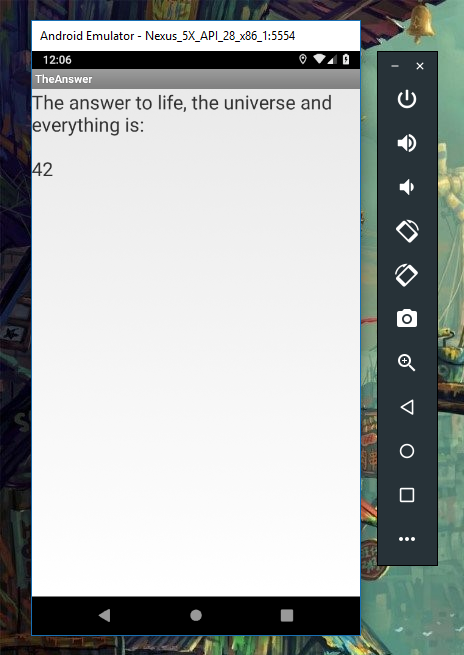 Android Emulator - Nexus_5X_API_28_x86_1:5554
12:06
TheAnswer
The answer to life, the universe and
everything is:
42